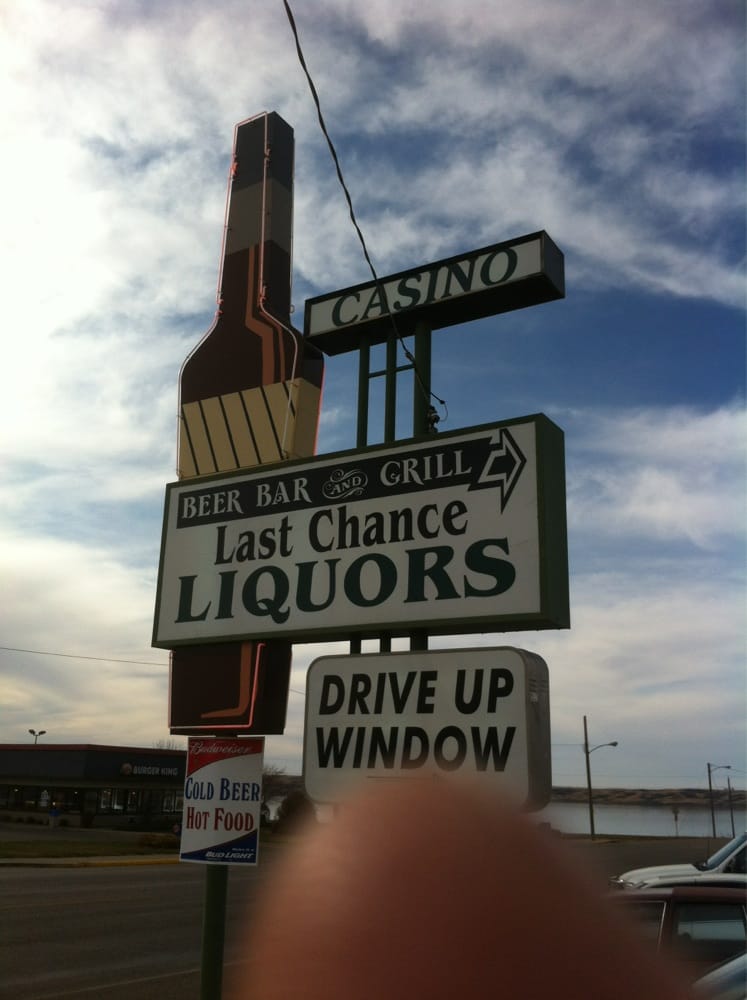 CASINO
BEER BAR AND GRILL
Last Chance
LIQUORS
DRIVE UP
WINDOW
Budweiser
COLD BEER
HOT FOOD
BUD LIGHT
BURGER KING